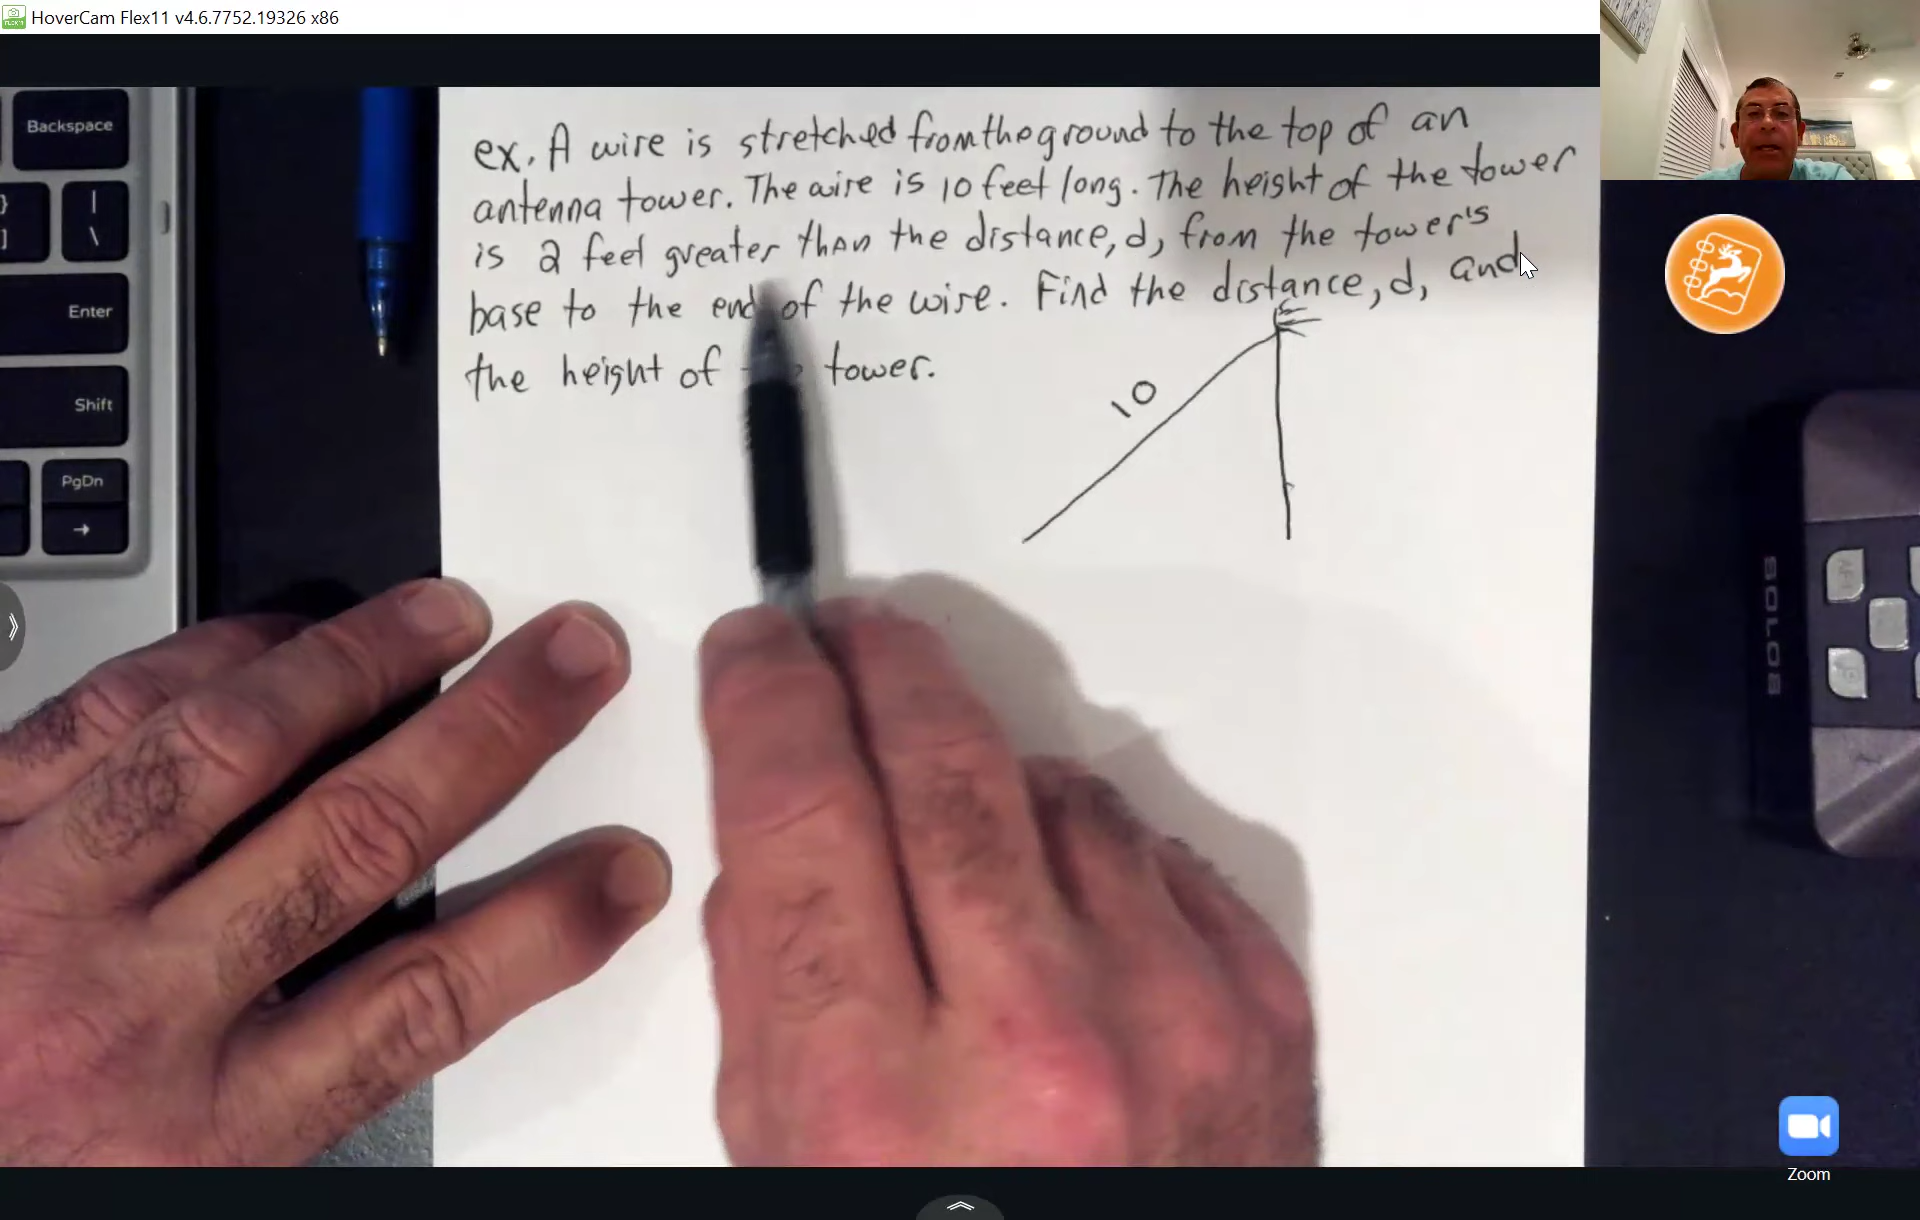 HoverCam Flex11 v4.6.7752.19326 x86
Backspace
} |
] \
Enter
Shift
PgDn
→
ex. A wire is stretched from the ground to the top of an
antenna tower. The wire is 10 feet long. The height of the tower
is 2 feet greater than the distance, d, from the tower's
base to the end of the wire. Find the distance, d, and
the height of tower.
10
SOLO8
Zoom